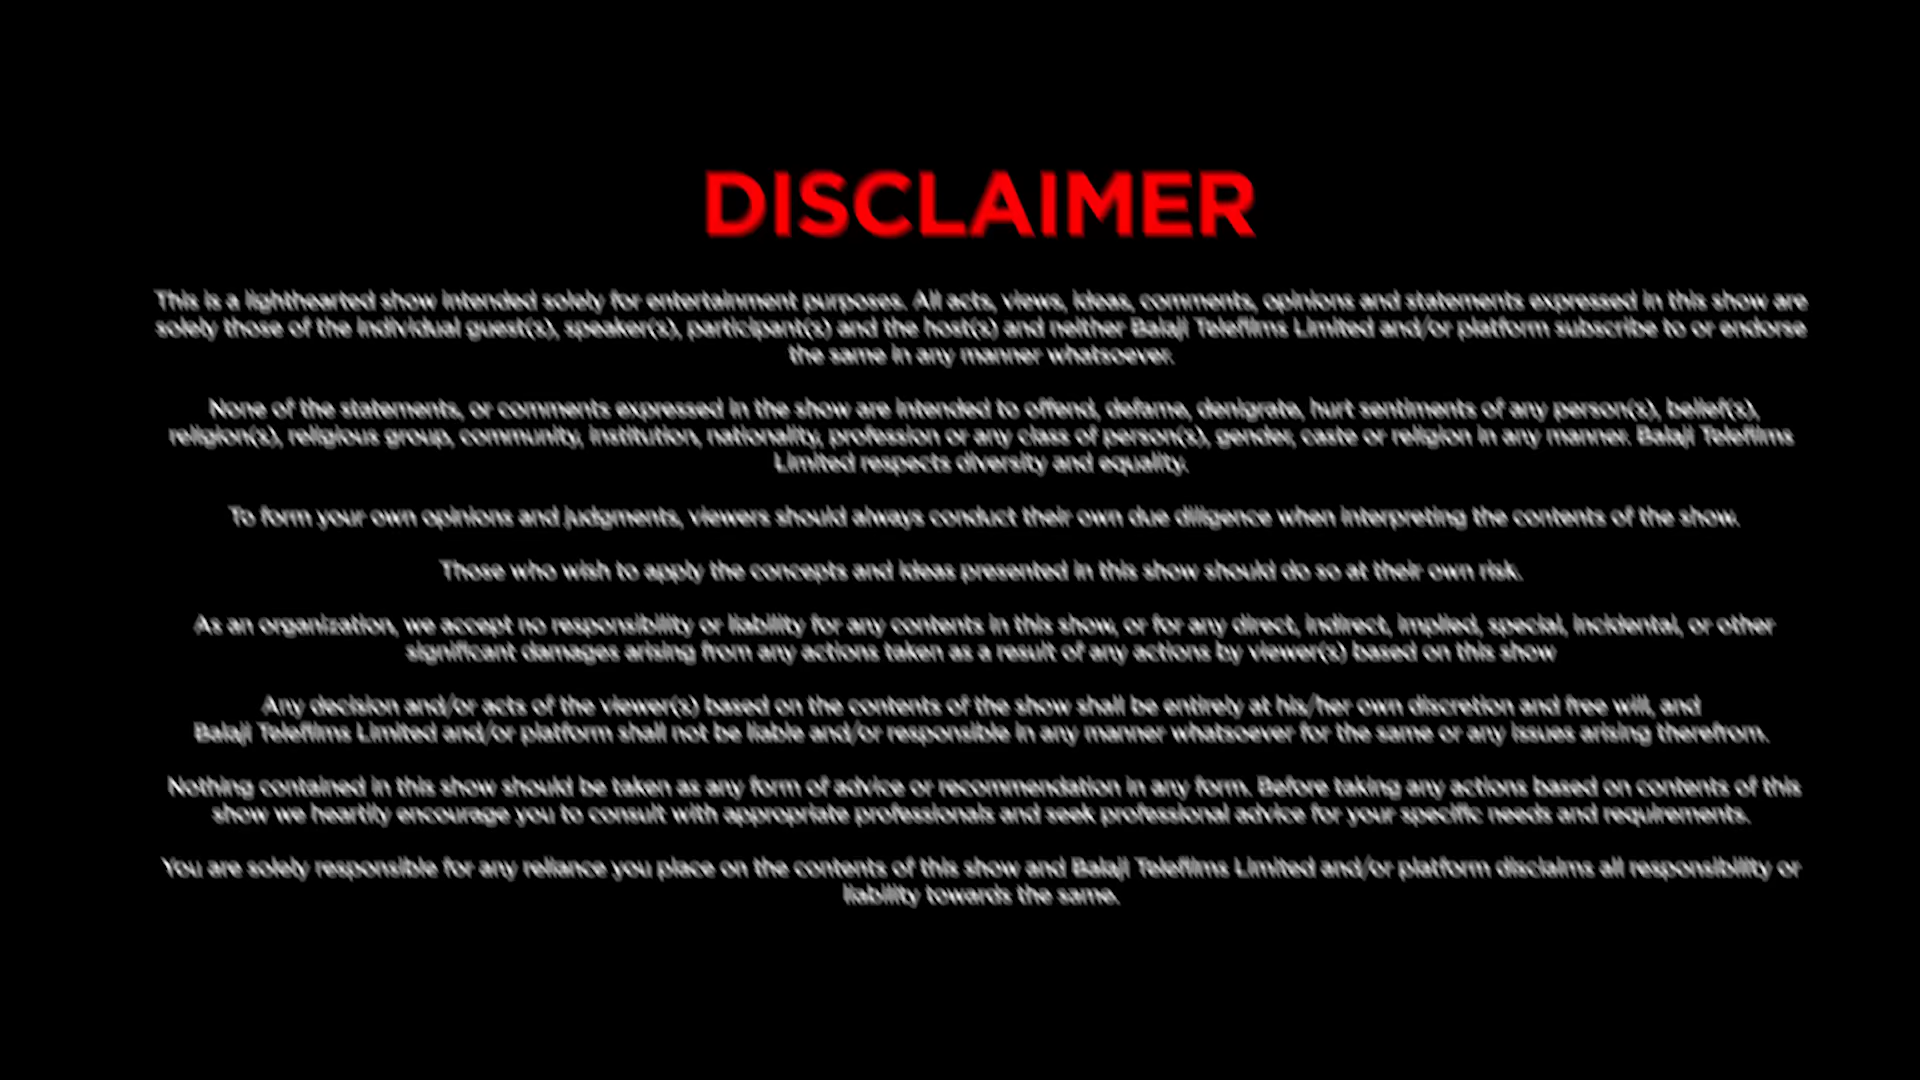 DISCLAIMER
This is a lighthearted show intended solely for entertainment purposes. All acts, views, ideas, comments, opinions and statements expressed in this show are
solely those of the individual guest(s), speaker(s), participant(s) and the host(s) and neither Balaji Telefilms Limited and/or platform subscribe to or endorse
the same in any manner whatsoever.
None of the statements, or comments expressed in the show are intended to offend, defame, denigrate, hurt sentiments of any person(s), belief(s),
religion(s), religious group, community, institution, nationality, profession or any class of person(s), gender, caste or religion in any manner. Balaji Telefilms
Limited respects diversity and equality.
To form your own opinions and judgments, viewers should always conduct their own due diligence when interpreting the contents of the show.
Those who wish to apply the concepts and ideas presented in this show should do so at their own risk.
As an organization, we accept no responsibility or liability for any contents in this show, or for any direct, indirect, implied, special, incidental, or other
significant damages arising from any actions taken as a result of any actions by viewer(s) based on this show
Any decision and/or acts of the viewer(s) based on the contents of the show shall be entirely at his/her own discretion and free will, and
Balaji Telefilms Limited and/or platform shall not be liable and/or responsible in any manner whatsoever for the same or any issues arising therefrom.
Nothing contained in this show should be taken as any form of advice or recommendation in any form. Before taking any actions based on contents of this
show we heartily encourage you to consult with appropriate professionals and seek professional advice for your specific needs and requirements.
You are solely responsible for any reliance you place on the contents of this show and Balaji Telefilms Limited and/or platform disclaims all responsibility or
liability towards the same.